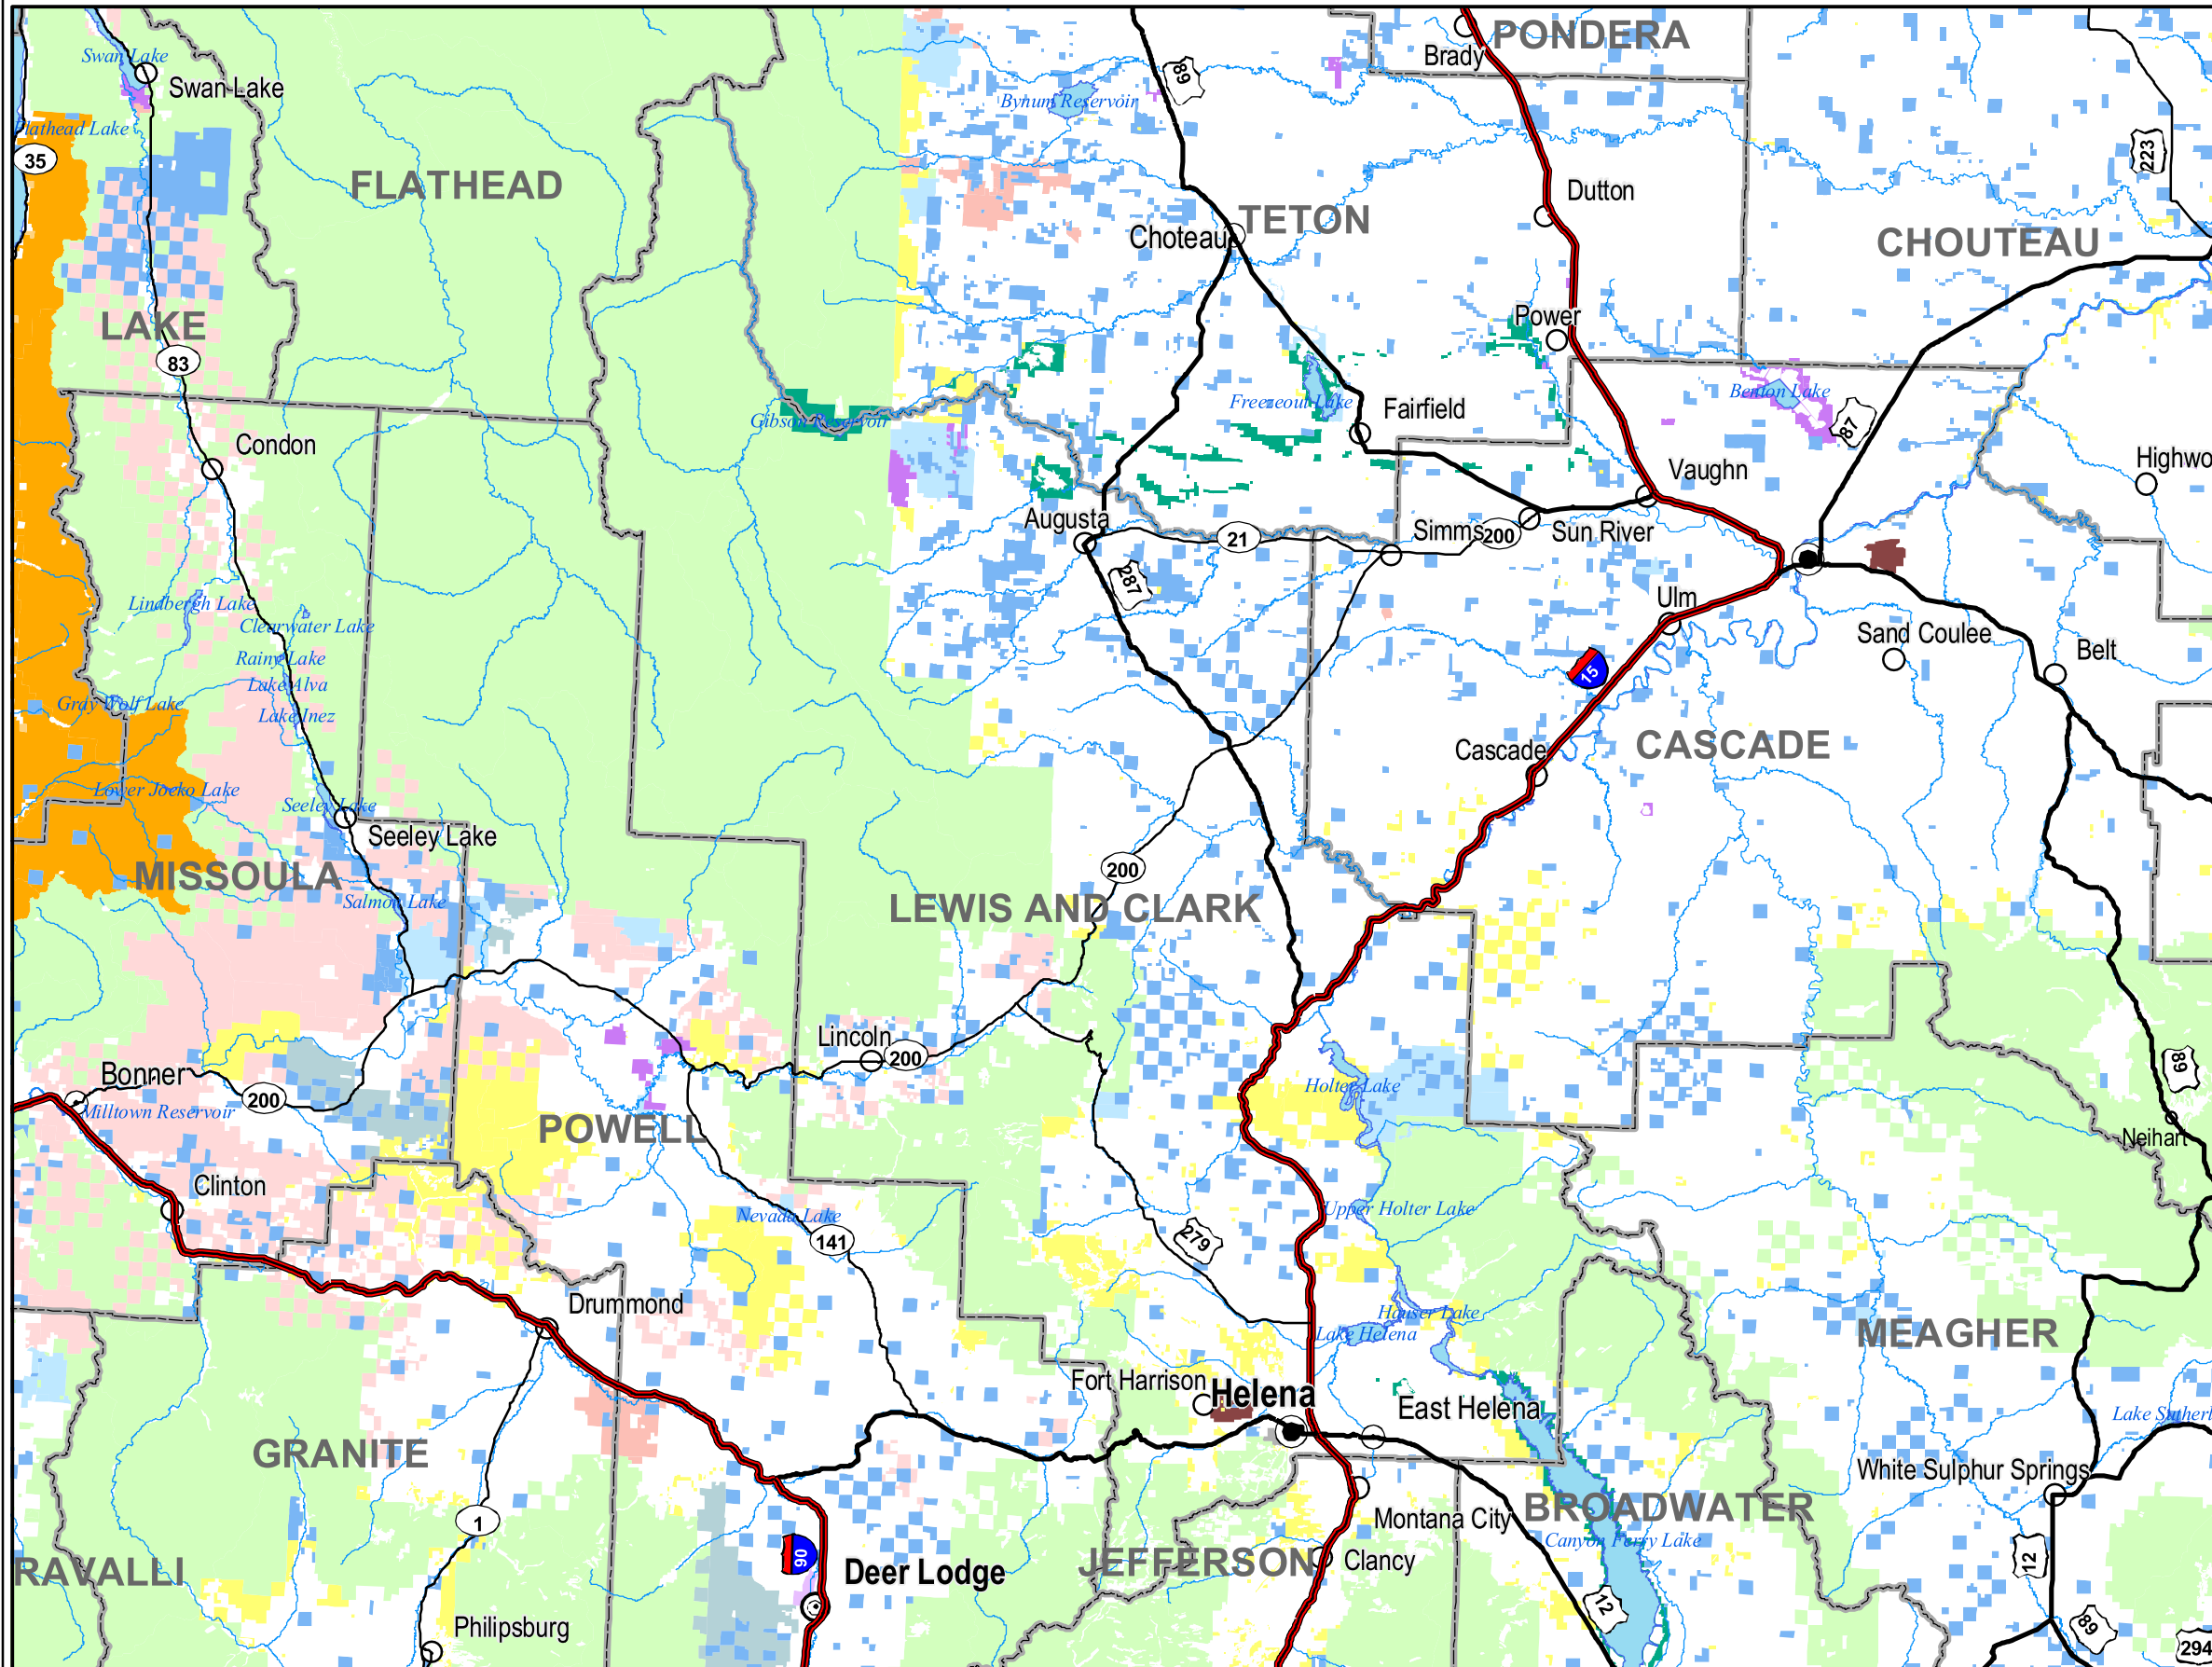 PONDERA
Brady
Swan Lake
Swan Lake
89
Bynum Reservoir
Flathead Lake
35
223
FLATHEAD
Dutton
TETON
Choteau
CHOUTEAU
LAKE
Power
83
Benton Lake
Freezeout Lake
Fairfield
Gibson Reservoir
87
Condon
Highwo
Vaughn
Augusta
21
Simms
200
Sun River
287
Ulm
Lindbergh Lake
Clearwater Lake
Sand Coulee
Belt
Rainy Lake
Lake Alva
15
Gray Wolf Lake
Lake Inez
Cascade
CASCADE
Lower Jocko Lake
Seeley Lake
Seeley Lake
MISSOULA
200
Salmon Lake
LEWIS AND CLARK
Lincoln
200
Bonner
89
Holter Lake
200
Milltown Reservoir
POWELL
Neihart
Clinton
Nevada Lake
Upper Holter Lake
141
279
Drummond
Hauser Lake
Lake Helena
MEAGHER
Fort Harrison
Helena
East Helena
Lake Sutherl
GRANITE
White Sulphur Springs
1
Montana City
BROADWATER
Canyon Ferry Lake
90
Deer Lodge
JEFFERSON
Clancy
12
RAVALLI
12
Philipsburg
89
294